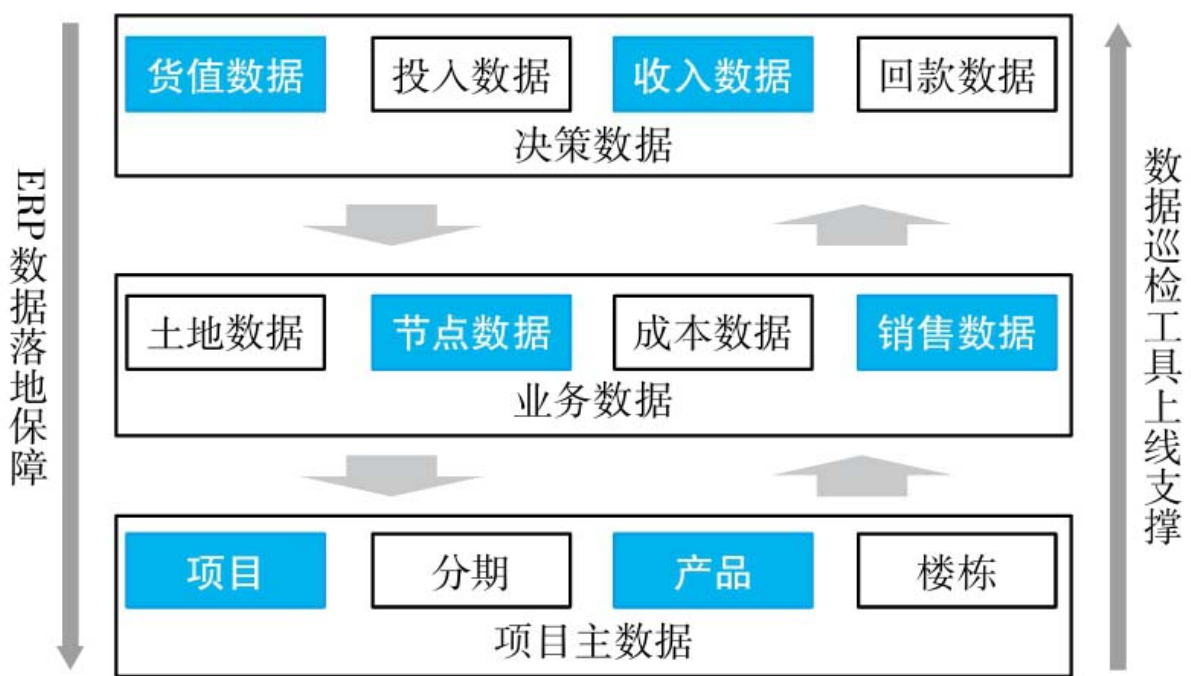 货值数据 投入数据 收入数据 回款数据
决策数据
ERP数据落地保障
数据巡检工具上线支撑
土地数据 节点数据 成本数据 销售数据
业务数据
项目 分期 产品 楼栋
项目主数据